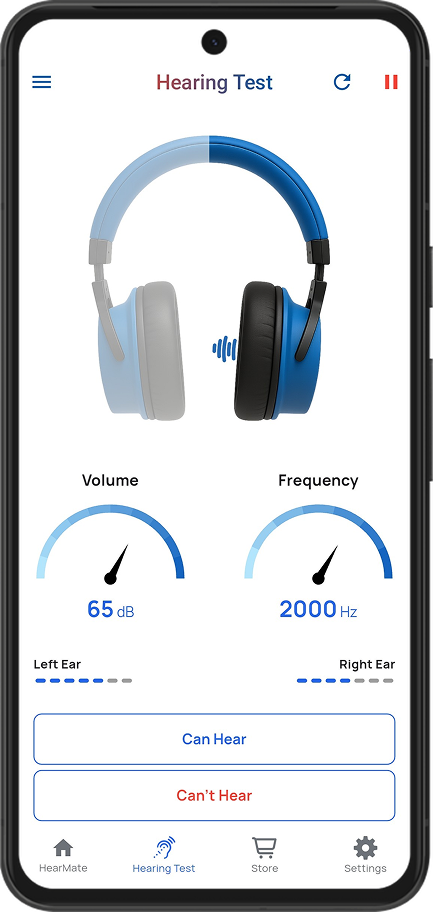 Hearing Test
Volume
Frequency
65 dB
2000 Hz
Left Ear
Right Ear
Can Hear
Can't Hear
HearMate
Hearing Test
Store
Settings